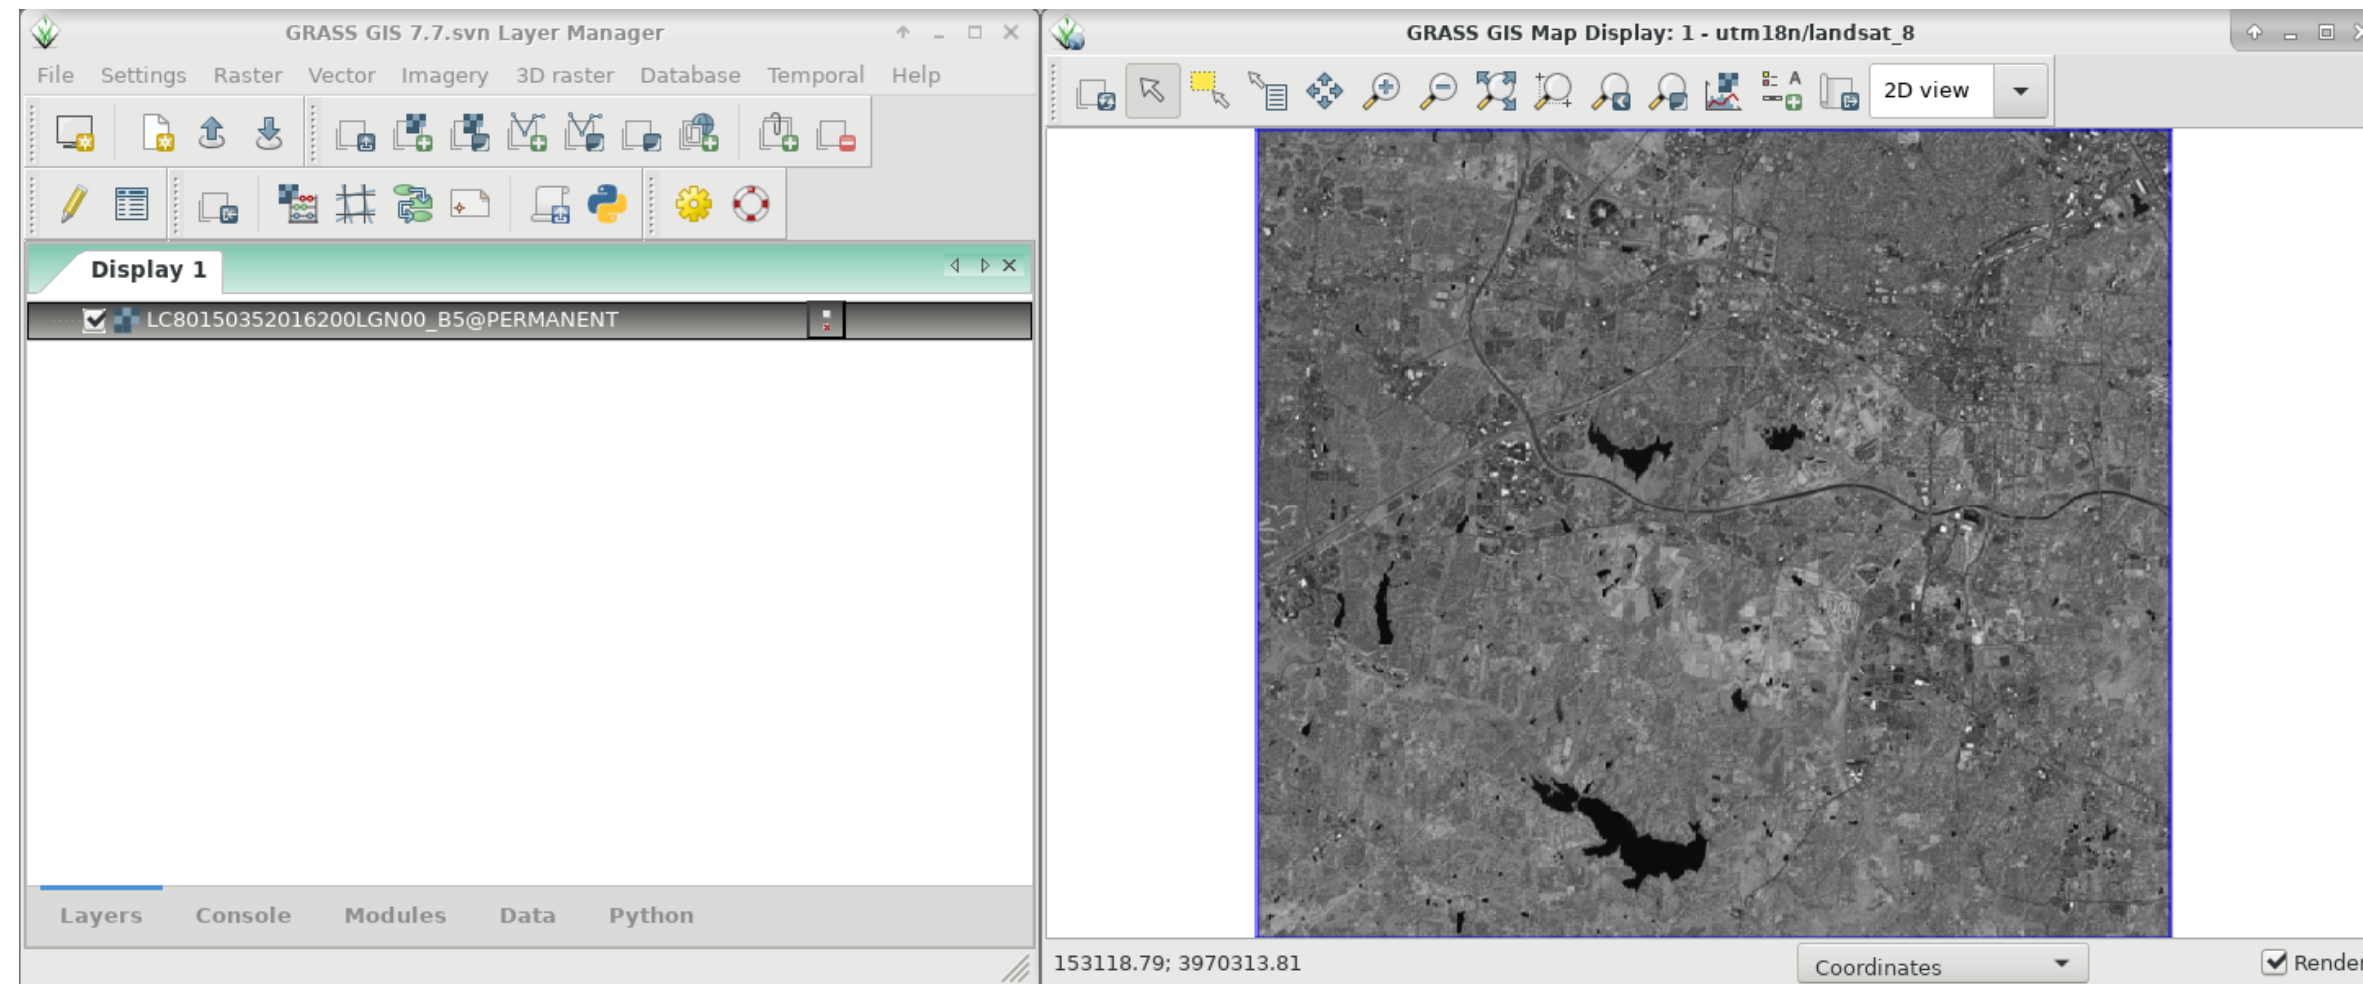 GRASS GIS 7.7.svn Layer Manager
File Settings Raster Vector Imagery 3D raster Database Temporal Help
Display 1
LC80150352016200LGN00_B5@PERMANENT
Layers Console Modules Data Python
GRASS GIS Map Display: 1 - utm18n/landsat_8
A
2D view
153118.79; 3970313.81
Coordinates
Render